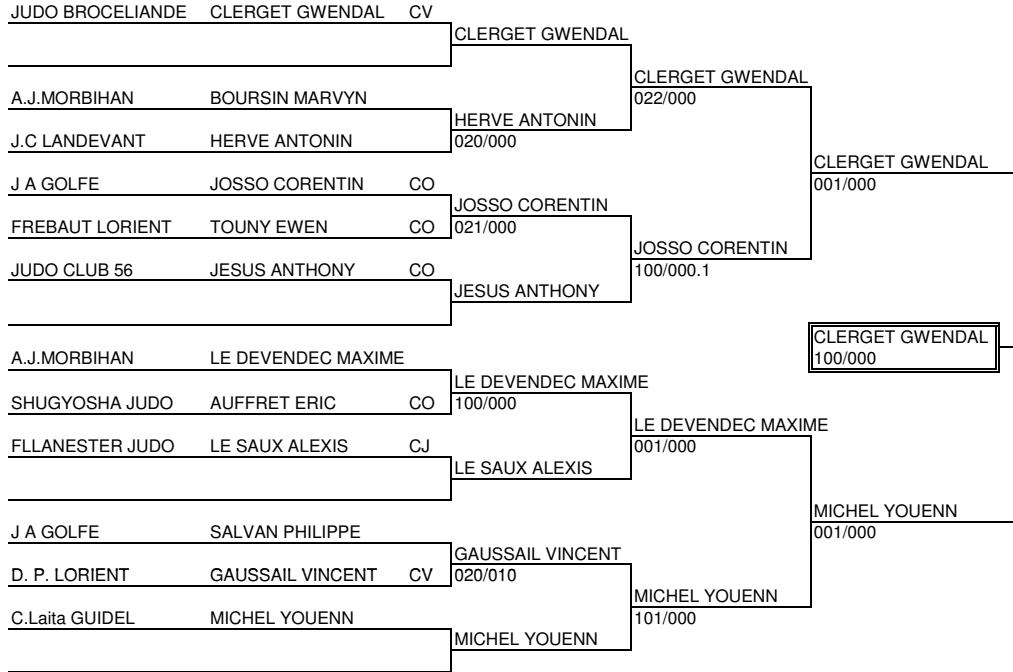 JUDO BROCELIANDE CLERGET GWENDAL CV
CLERGET GWENDAL
CLERGET GWENDAL
022/000
A.J.MORBIHAN BOURSIN MARVYN
HERVE ANTONIN
020/000
J.C LANDEVANT HERVE ANTONIN
CLERGET GWENDAL
001/000
J A GOLFE JOSSO CORENTIN CO
JOSSO CORENTIN
021/000
FREBAUT LORIENT TOUNY EWEN CO
JOSSO CORENTIN
100/000.1
JUDO CLUB 56 JESUS ANTHONY CO
JESUS ANTHONY
CLERGET GWENDAL
100/000
A.J.MORBIHAN LE DEVENDEC MAXIME
LE DEVENDEC MAXIME
100/000
SHUGYOSHA JUDO AUFFRET ERIC CO
LE DEVENDEC MAXIME
001/000
FLLANESTER JUDO LE SAUX ALEXIS CJ
LE SAUX ALEXIS
MICHEL YOUENN
001/000
J A GOLFE SALVAN PHILIPPE
GAUSSAIL VINCENT
020/010
D. P. LORIENT GAUSSAIL VINCENT CV
MICHEL YOUENN
101/000
C.Laita GUIDEL MICHEL YOUENN
MICHEL YOUENN